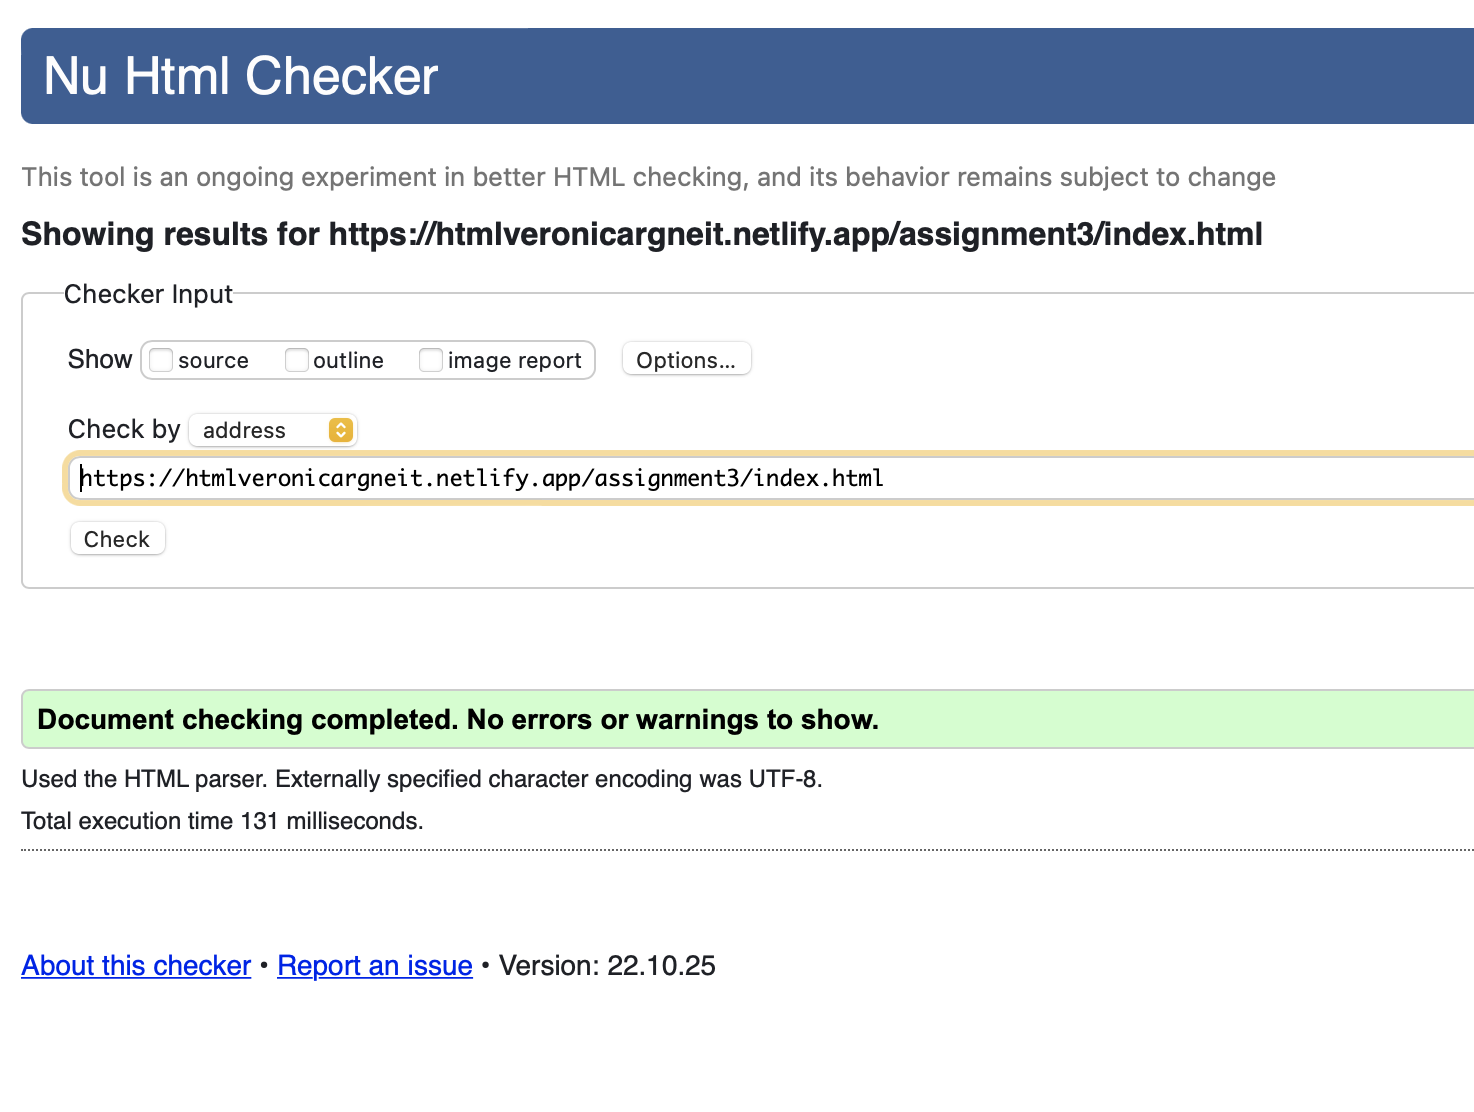 Nu Html Checker
This tool is an ongoing experiment in better HTML checking, and its behavior remains subject to change
Showing results for https://htmlveronicargneit.netlify.app/assignment3/index.html
Checker Input
Show source outline image report Options...
Check by address
https://htmlveronicargneit.netlify.app/assignment3/index.html
Check
Document checking completed. No errors or warnings to show.
Used the HTML parser. Externally specified character encoding was UTF-8.
Total execution time 131 milliseconds.
About this checker • Report an issue • Version: 22.10.25